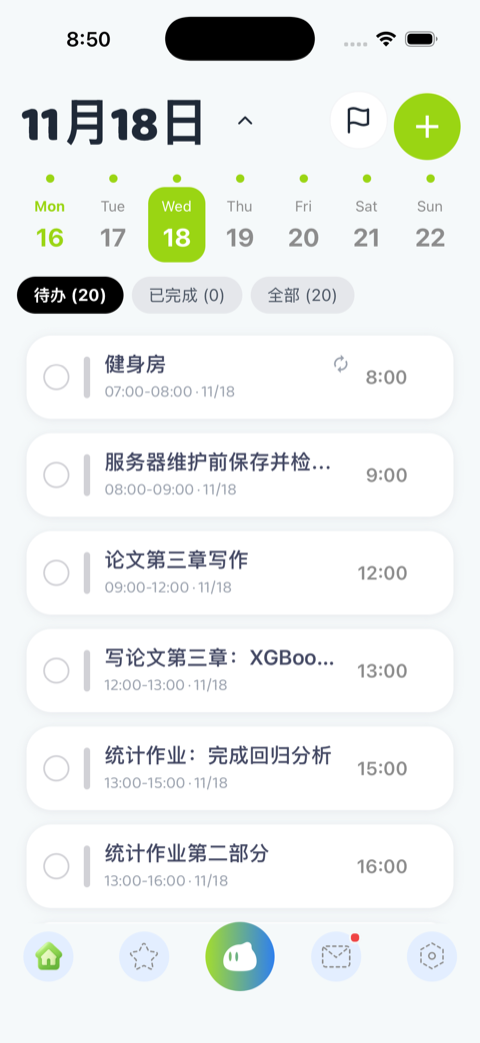 8:50
11月18日
Mon Tue Wed Thu Fri Sat Sun
16 17 18 19 20 21 22
待办 (20) 已完成 (0) 全部 (20)
健身房
07:00-08:00 · 11/18
8:00
服务器维护前保存并检...
08:00-09:00 · 11/18
9:00
论文第三章写作
09:00-12:00 · 11/18
12:00
写论文第三章：XGBoo...
12:00-13:00 · 11/18
13:00
统计作业：完成回归分析
13:00-15:00 · 11/18
15:00
统计作业第二部分
13:00-16:00 · 11/18
16:00